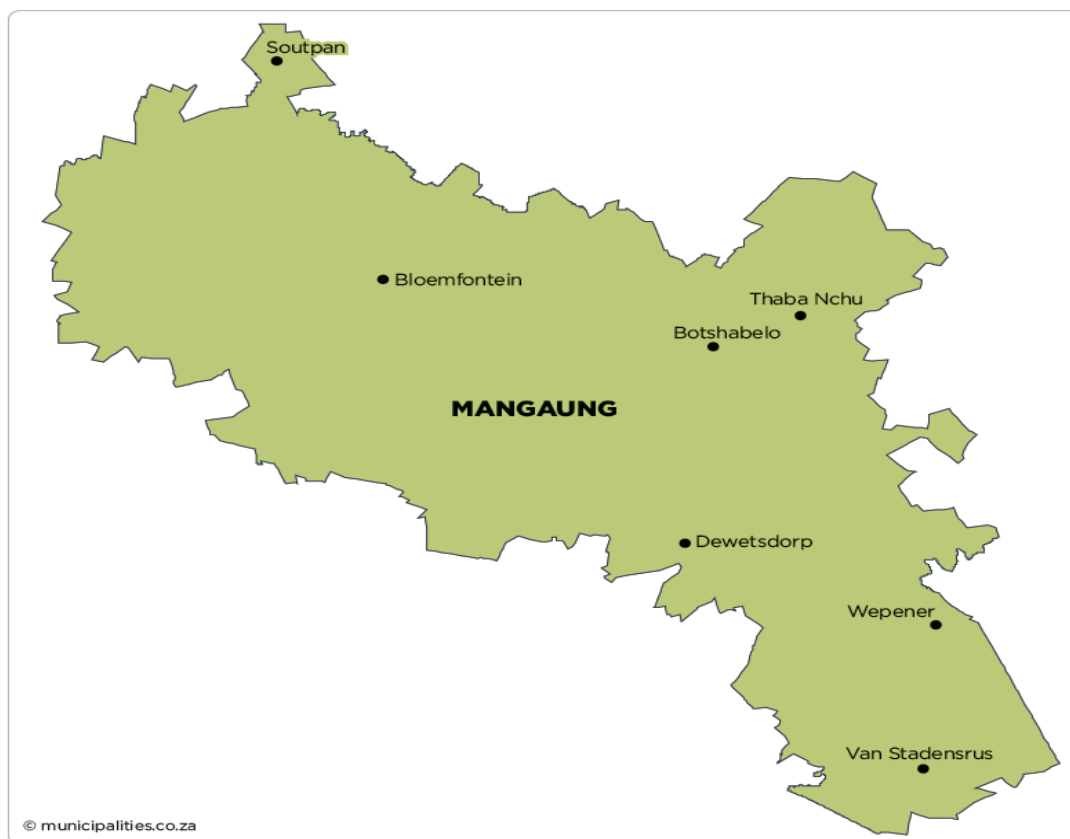 Soutpan
Bloemfontein
Thaba Nchu
Botshabelo
MANGAUNG
Dewetsdorp
Wepener
Van Stadensrus
© municipalities.co.za